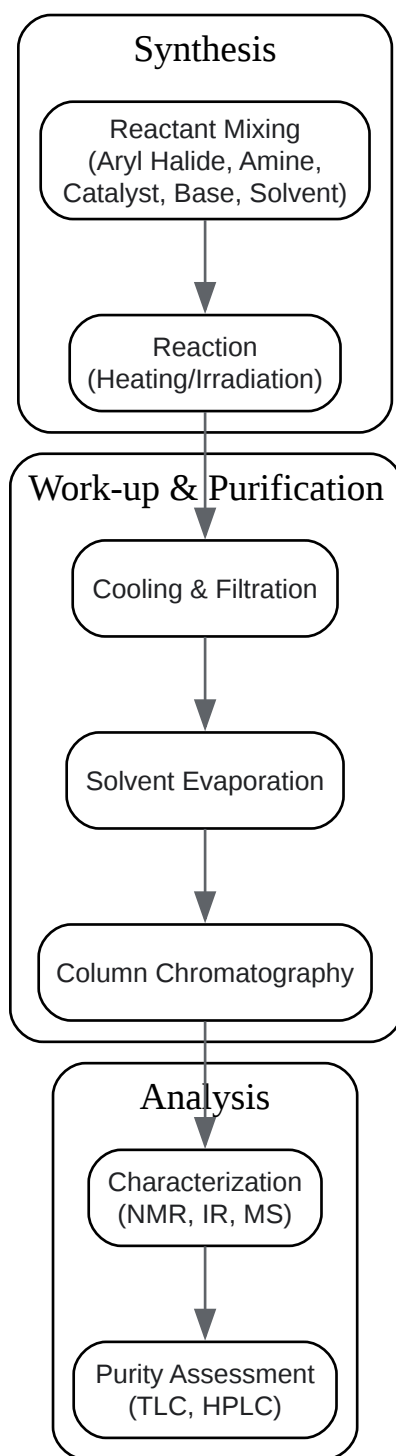 Synthesis
Reactant Mixing
(Aryl Halide, Amine,
Catalyst, Base, Solvent)
Reaction
(Heating/Irradiation)
Work-up & Purification
Cooling & Filtration
Solvent Evaporation
Column Chromatography
Analysis
Characterization
(NMR, IR, MS)
Purity Assessment
(TLC, HPLC)